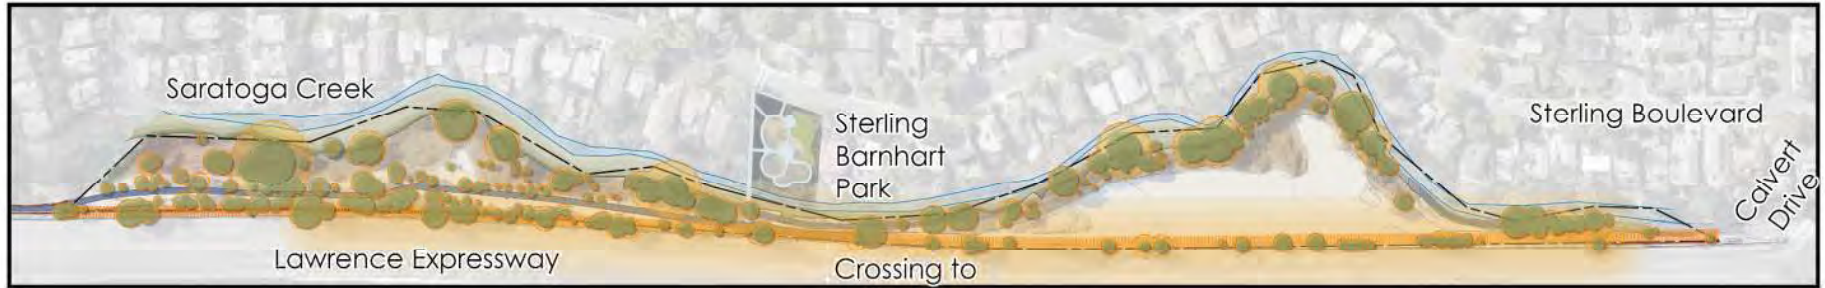 Saratoga Creek
Sterling
Barnhart
Park
Sterling Boulevard
Calvert
Drive
Lawrence Expressway
Crossing to